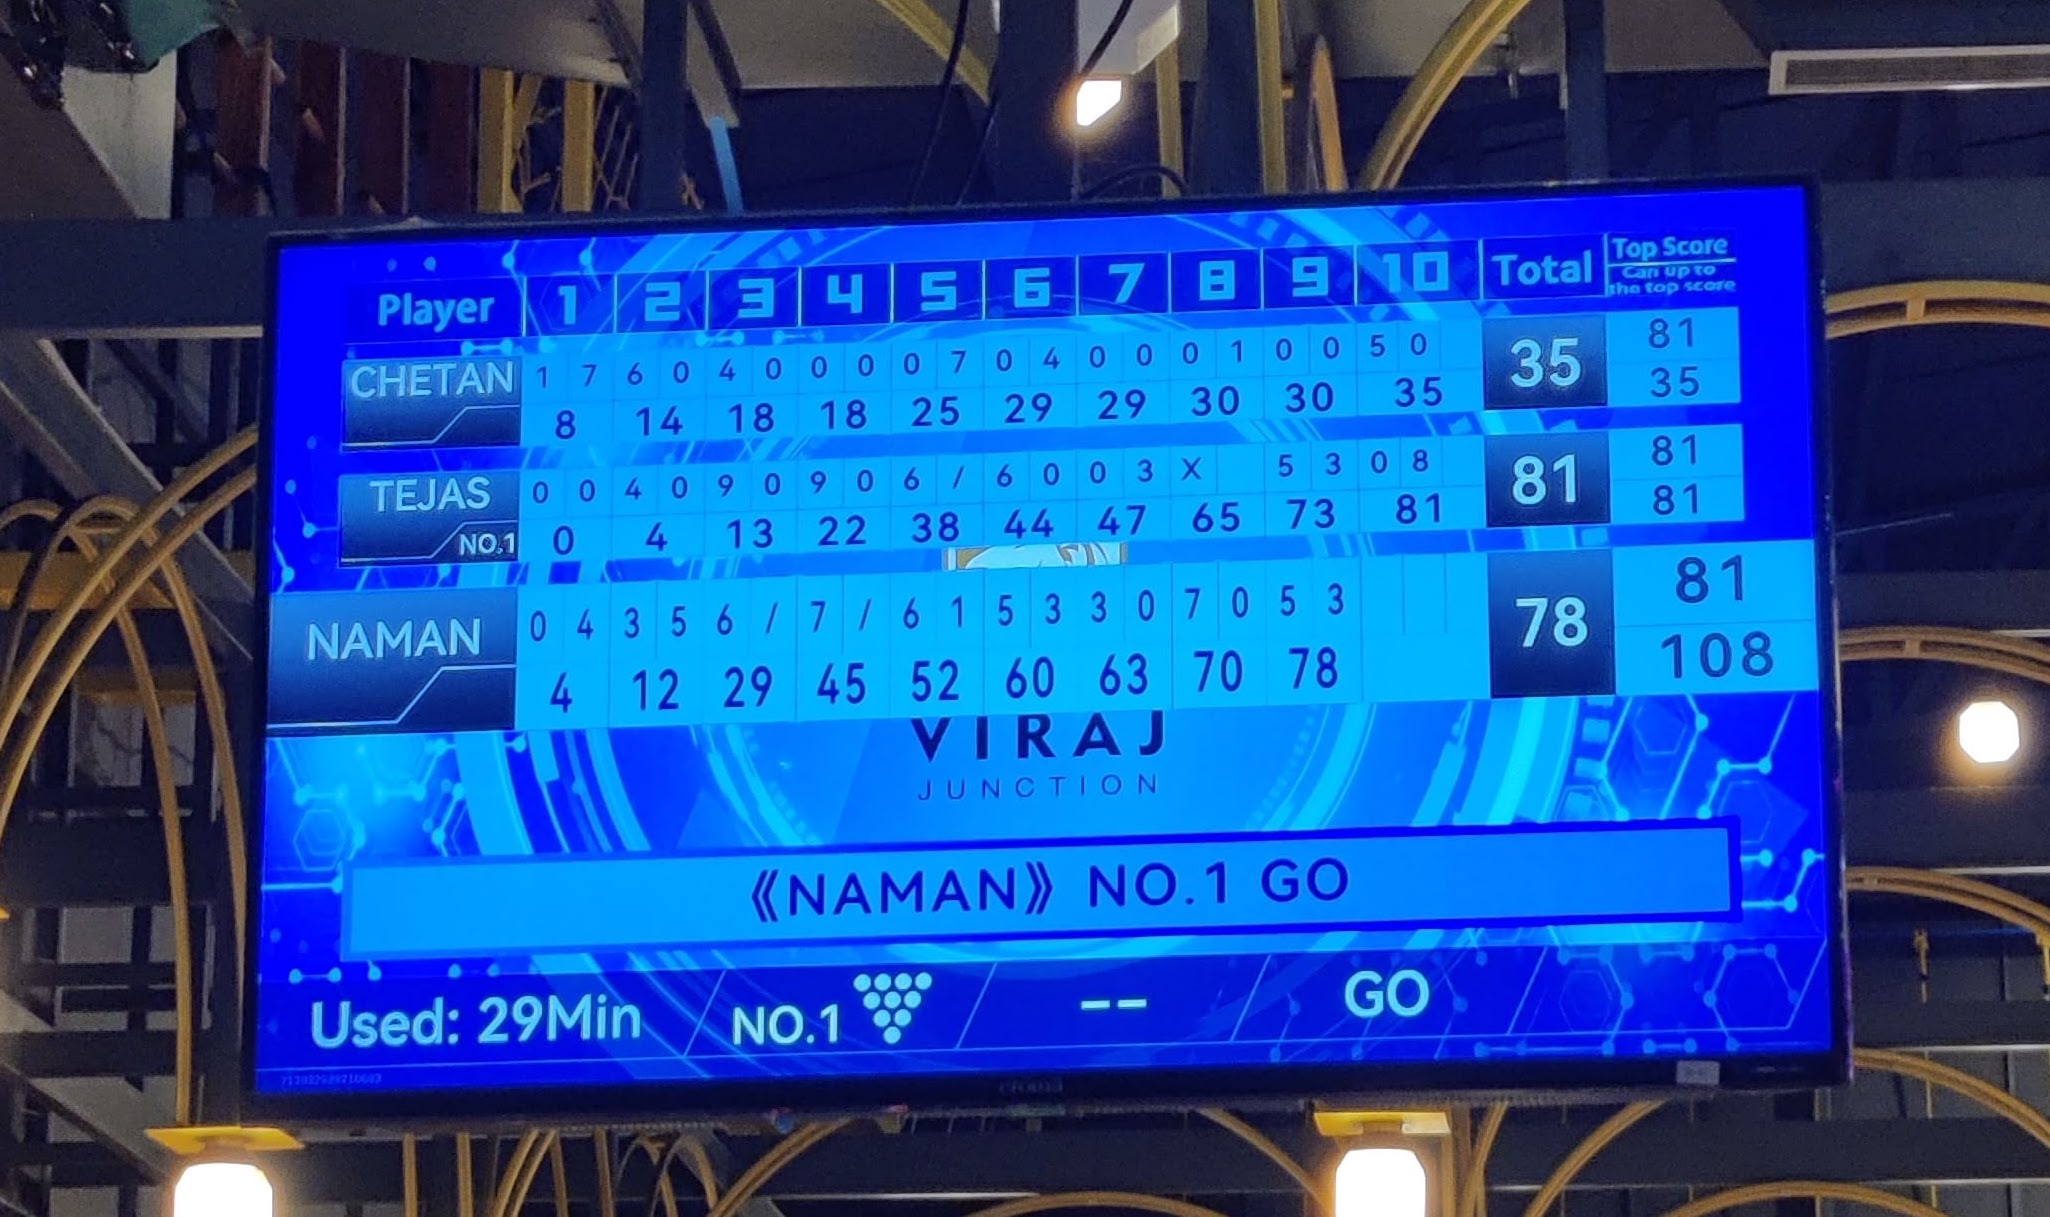 Player 1 2 3 4 5 6 7 8 9 10 Total Top Score
Can up to
the top score
CHETAN 1 7 6 0 4 0 0 0 0 7 0 4 0 0 0 1 0 0 5 0 35 81
8 14 18 18 25 29 29 30 30 35 35
TEJAS 0 0 4 0 9 0 9 0 6 / 6 0 0 3 X 5 3 0 8 81 81
NO.1 0 4 13 22 38 44 47 65 73 81 81
NAMAN 0 4 3 5 6 / 7 / 6 1 5 3 3 0 7 0 5 3 78 81
4 12 29 45 52 60 63 70 78 108
VIRAJ
JUNCTION
《NAMAN》 NO.1 GO
Used: 29Min NO.1 -- GO